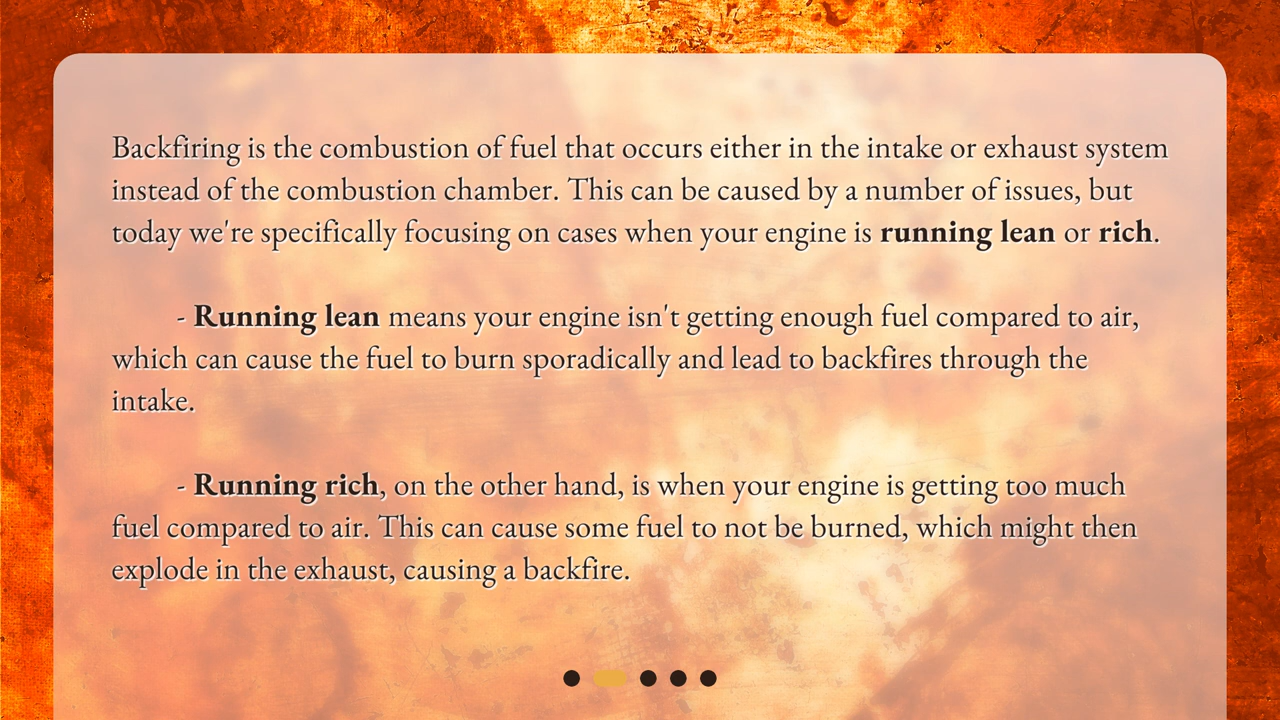 Backfiring is the combustion of fuel that occurs either in the intake or exhaust system
instead of the combustion chamber. This can be caused by a number of issues, but
today we're specifically focusing on cases when your engine is running lean or rich.
- Running lean means your engine isn't getting enough fuel compared to air,
which can cause the fuel to burn sporadically and lead to backfires through the
intake.
- Running rich, on the other hand, is when your engine is getting too much
fuel compared to air. This can cause some fuel to not be burned, which might then
explode in the exhaust, causing a backfire.